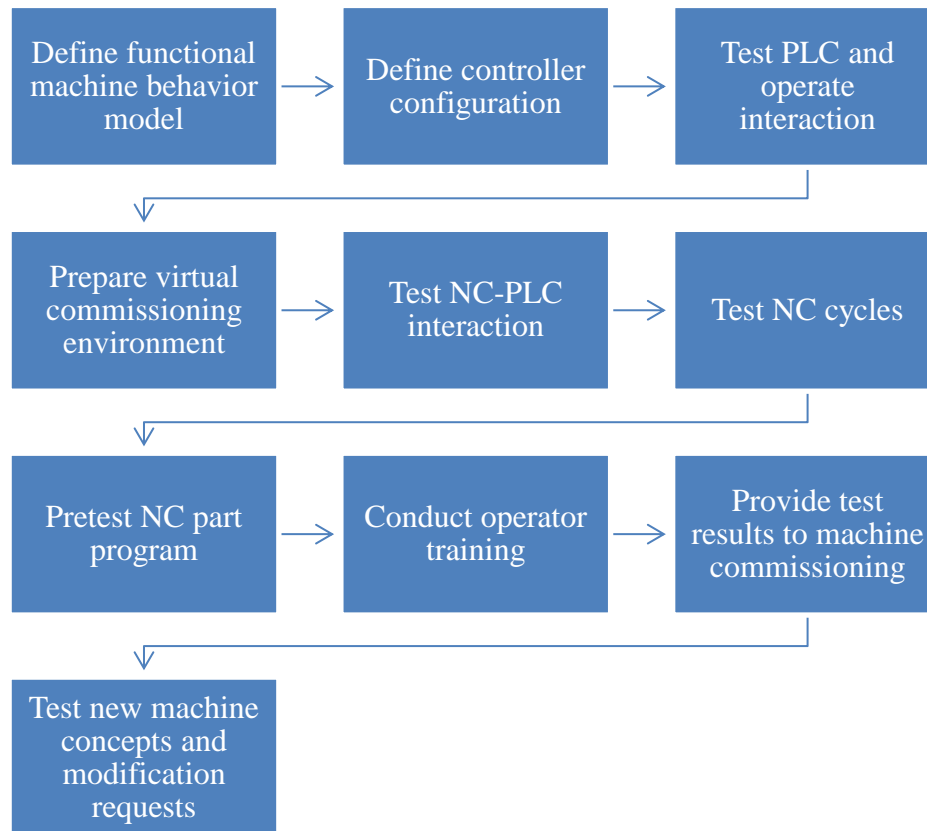 Define functional
machine behavior
model
Define controller
configuration
Test PLC and
operate
interaction
Prepare virtual
commissioning
environment
Test NC-PLC
interaction
Test NC cycles
Pretest NC part
program
Conduct operator
training
Provide test
results to machine
commissioning
Test new machine
concepts and
modification
requests